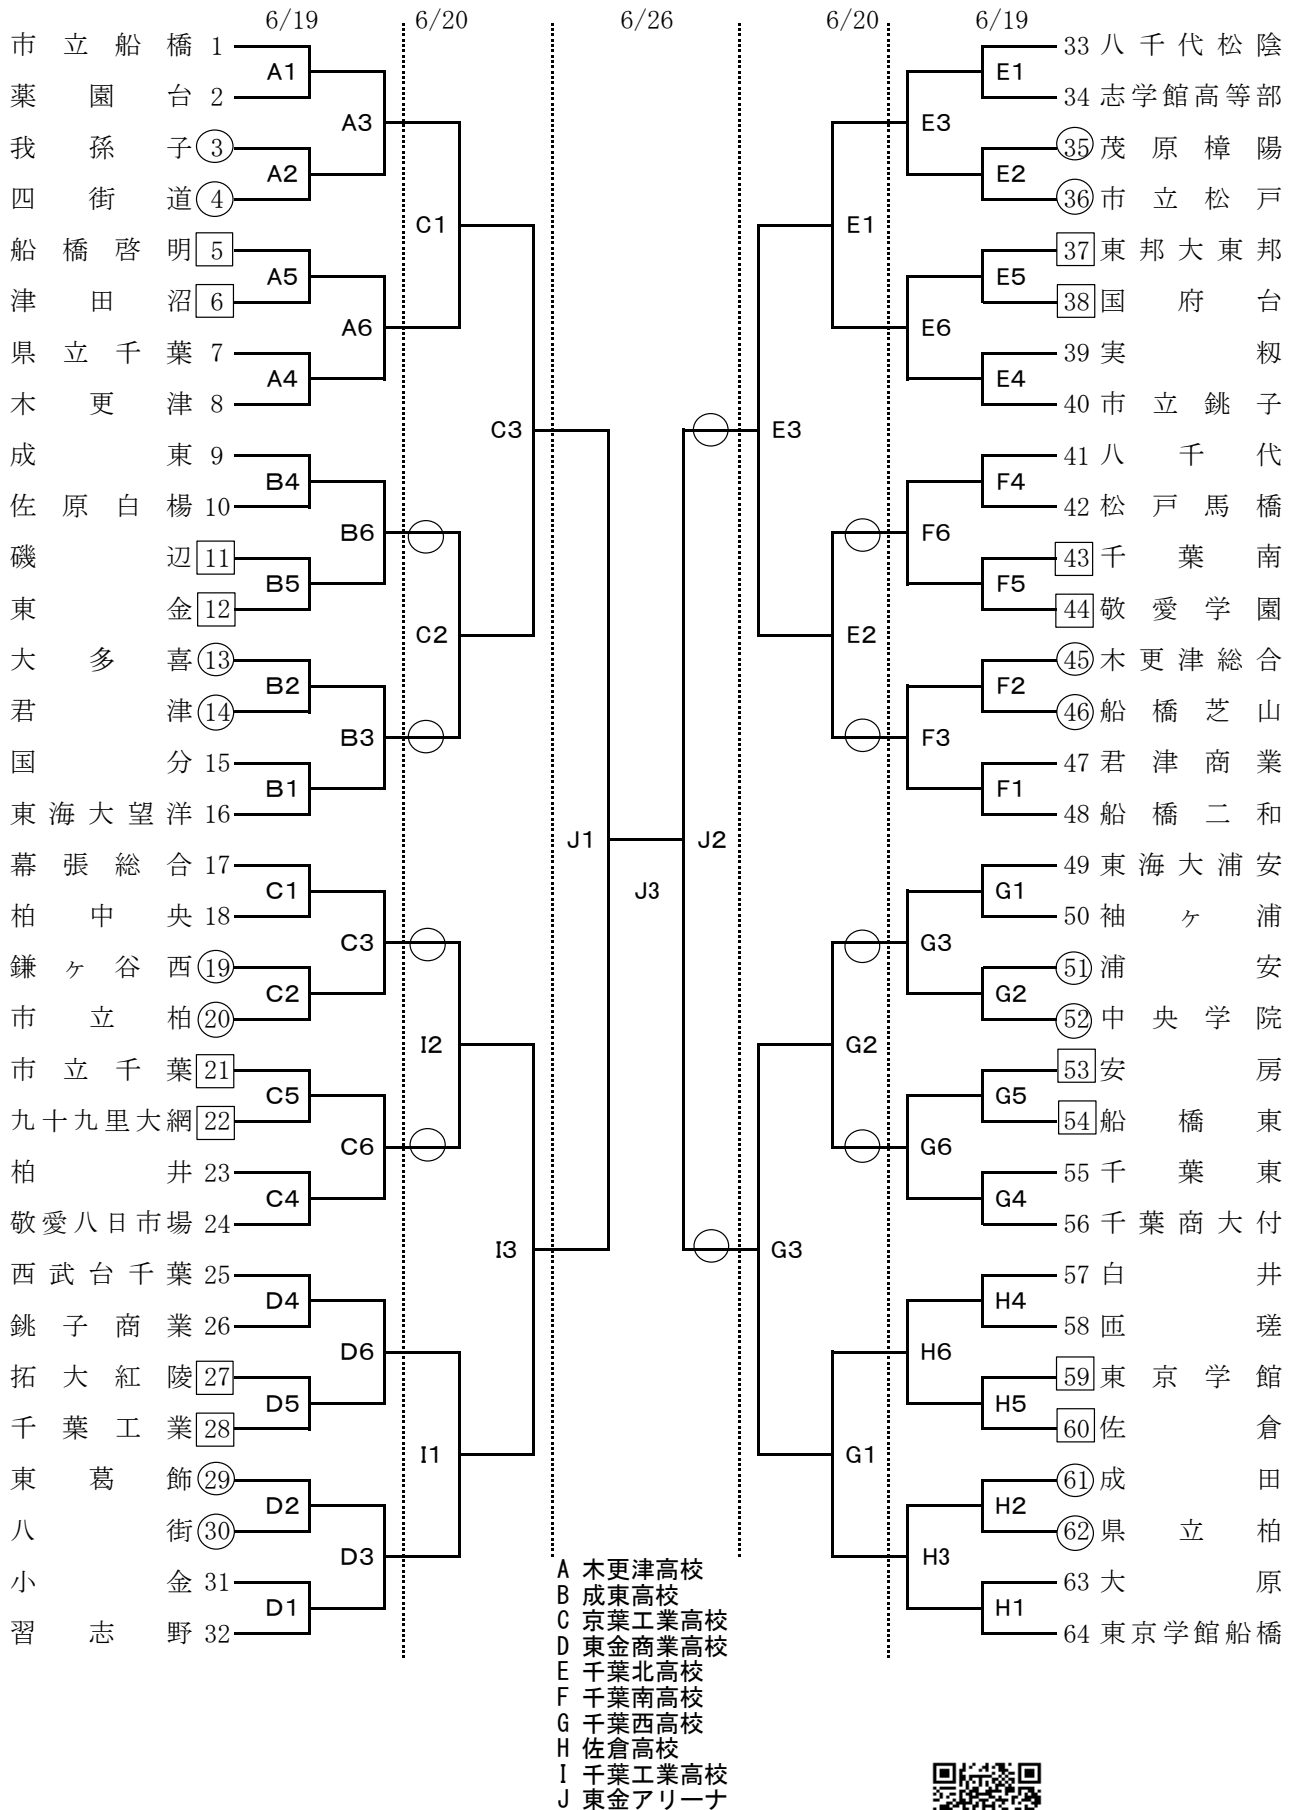 6/19 6/20 6/26 6/20 6/19
市立船橋 1
薬園台 2
我孫子 3
四街道 4
船橋啓明 5
津田沼 6
県立千葉 7
木更津 8
成東 9
佐原白楊 10
磯辺 11
東金 12
大多喜 13
君津 14
国分 15
東海大望洋 16
幕張総合 17
柏中央 18
鎌ヶ谷西 19
市立柏 20
市立千葉 21
九十九里大網 22
柏井 23
敬愛八日市場 24
西武台千葉 25
銚子商業 26
拓大紅陵 27
千葉工業 28
東葛飾 29
八街 30
小金 31
習志野 32
A1
A2
A5
A4
B4
B5
B2
B1
C1
C2
C5
C4
D4
D5
D2
D1
A3
A6
B6
B3
C3
C6
D6
D3
C1
C2
I2
I1
C3
I3
J1
J3
J2
E3
G3
E1
E2
G2
G1
E3
E6
F6
F3
G3
G6
H6
H3
E1
E2
E5
E4
F4
F5
F2
F1
G1
G2
G5
G4
H4
H5
H2
H1
33 八千代松陰
34 志学館高等部
35 茂原樟陽
36 市立松戸
37 東邦大東邦
38 国府台
39 実籾
40 市立銚子
41 八千代
42 松戸馬橋
43 千葉南
44 敬愛学園
45 木更津総合
46 船橋芝山
47 君津商業
48 船橋二和
49 東海大浦安
50 袖ヶ浦
51 浦安
52 中央学院
53 安房
54 船橋東
55 千葉東
56 千葉商大付
57 白井
58 匝瑳
59 東京学館
60 佐倉
61 成田
62 県立柏
63 大原
64 東京学館船橋
A 木更津高校
B 成東高校
C 京葉工業高校
D 東金商業高校
E 千葉北高校
F 千葉南高校
G 千葉西高校
H 佐倉高校
I 千葉工業高校
J 東金アリーナ